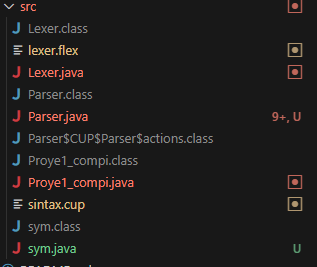 src
Lexer.class
lexer.flex
Lexer.java
Parser.class
Parser.java 9+, U
Parser$CUP$Parser$actions.class
Proye1_compi.class
Proye1_compi.java
sintax.cup
sym.class
sym.java U